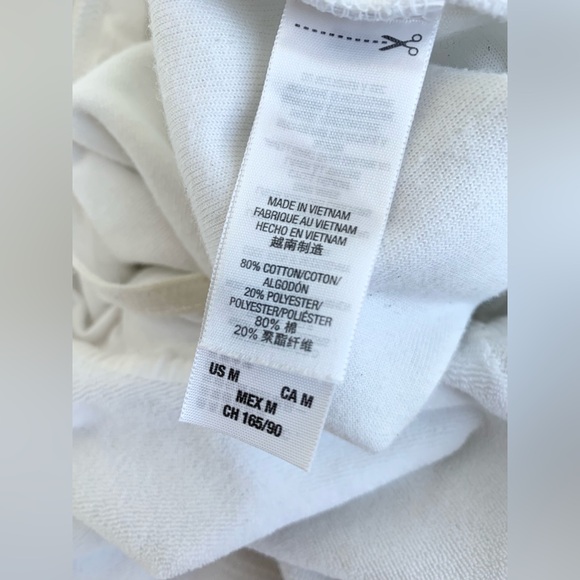 MADE IN VIETNAM
FABRIQUE AU VIETNAM
HECHO EN VIETNAM
越南制造
80% COTTON/COTON/
ALGODÓN
20% POLYESTER/
POLYESTER/POLIÉSTER
80% 棉
20% 聚酯纤维
US M CA M
MEX M
CH 165/90